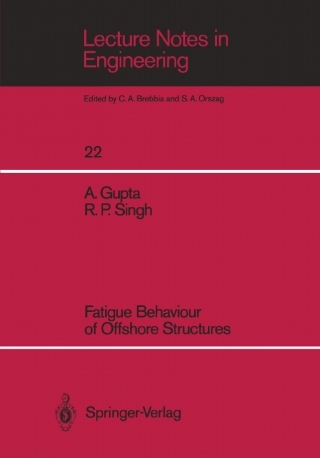 Lecture Notes in
Engineering
Edited by C. A. Brebbia and S. A. Orszag
22
A. Gupta
R. P. Singh
Fatigue Behaviour
of Offshore Structures
Springer-Verlag